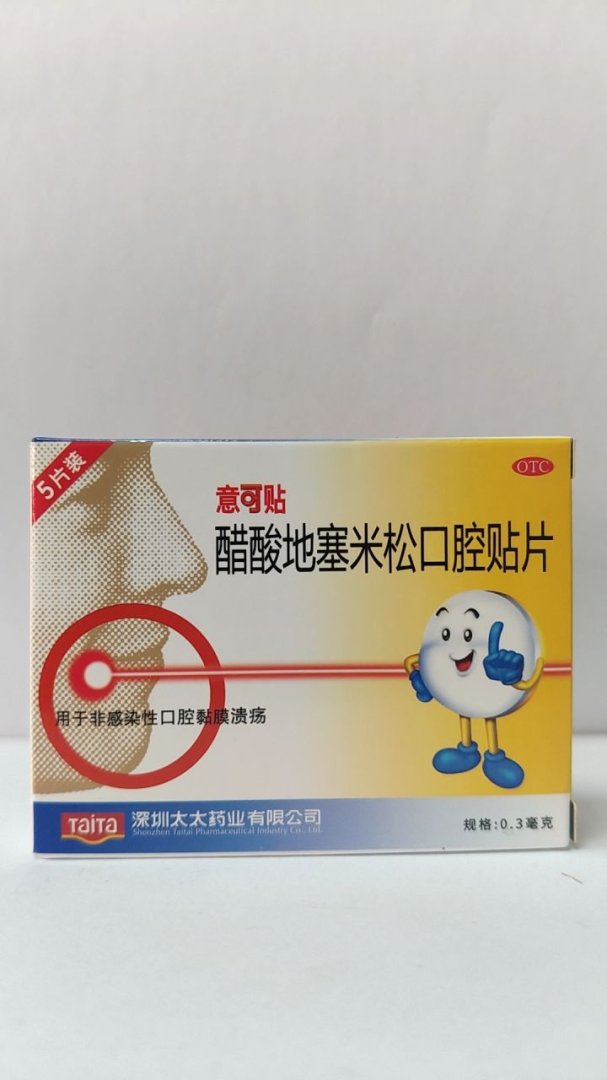 5片装
OTC
意可贴
醋酸地塞米松口腔贴片
用于非感染性口腔黏膜溃疡
Taita
深圳太太药业有限公司
Shenzhen Taitai Pharmaceutical Industry Co., Ltd.
规格:0.3毫克